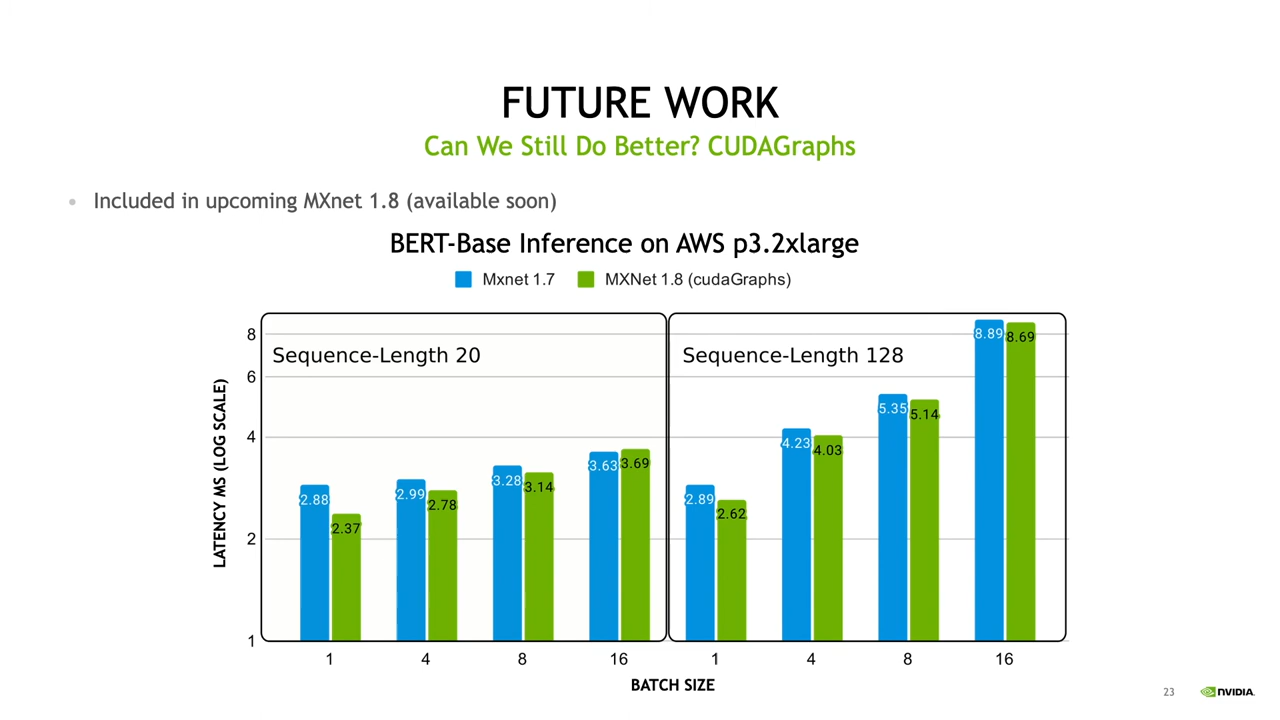 FUTURE WORK
Can We Still Do Better? CUDAGraphs
• Included in upcoming MXnet 1.8 (available soon)
BERT-Base Inference on AWS p3.2xlarge
Mxnet 1.7 MXNet 1.8 (cudaGraphs)
LATENCY MS (LOG SCALE)
8
6
4
2
1
Sequence-Length 20
2.88 2.37 2.99 2.78 3.28 3.14 3.63 3.69
Sequence-Length 128
2.89 2.62 4.23 4.03 5.35 5.14 8.89 8.69
1 4 8 16 1 4 8 16
BATCH SIZE
23 NVIDIA.